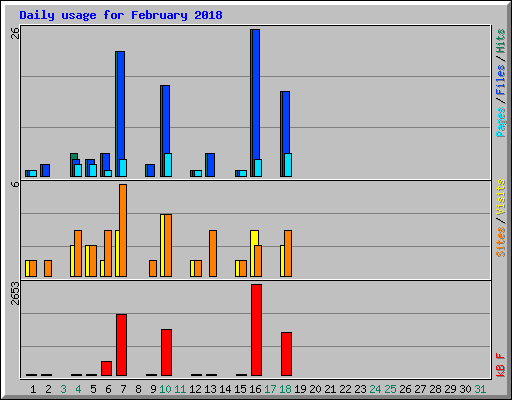 Daily usage for February 2018
26
Pages / Files / Hits
6
Sites / Visits
2653
kB F
1 2 3 4 5 6 7 8 9 10 11 12 13 14 15 16 17 18 19 20 21 22 23 24 25 26 27 28 29 30 31